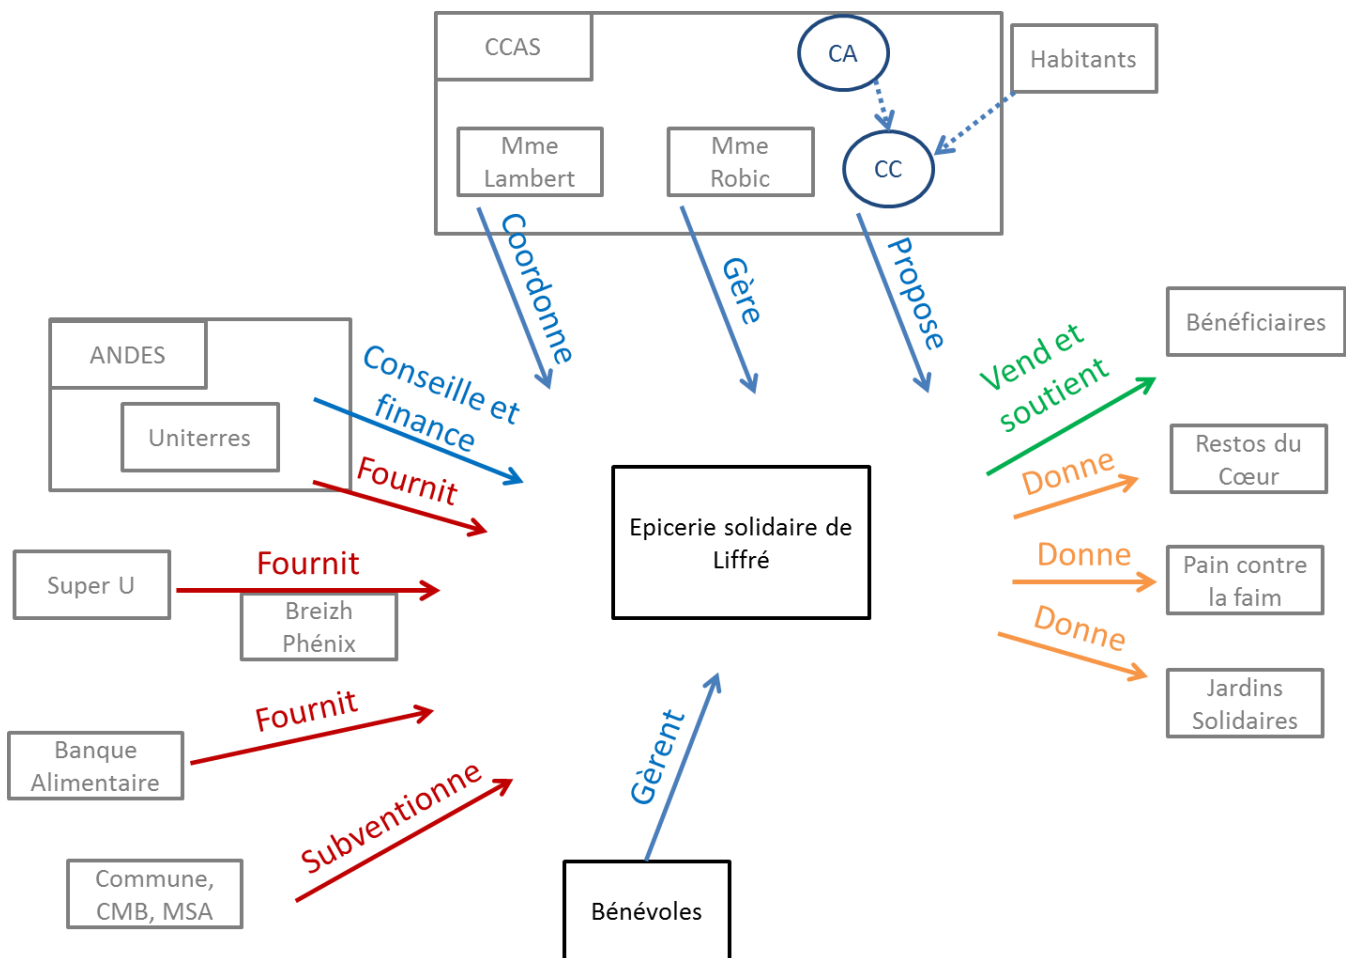 CCAS
CA
Habitants
Mme
Lambert
Mme
Robic
CC
Coordonne
Gère
Propose
Bénéficiaires
ANDES
Uniterres
Conseille et
finance
Vend et
soutient
Fournit
Donne
Restos du
Cœur
Epicerie solidaire de
Liffré
Super U
Fournit
Breizh
Phénix
Donne
Pain contre
la faim
Donne
Jardins
Solidaires
Fournit
Banque
Alimentaire
Subventionne
Gèrent
Commune,
CMB, MSA
Bénévoles